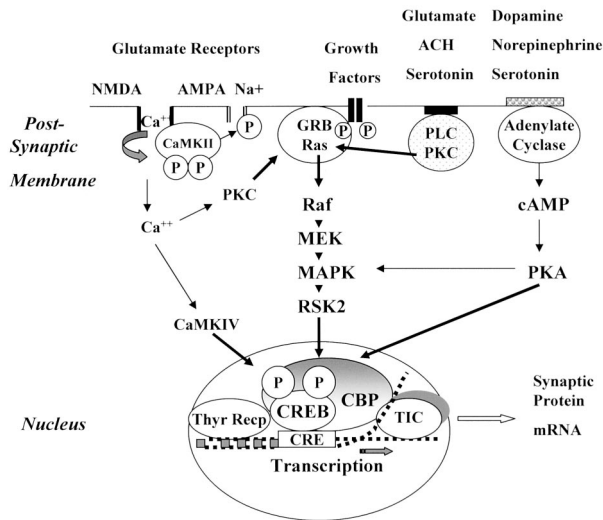 Glutamate Dopamine
Glutamate Receptors Growth ACH Norepinephrine
NMDA AMPA Na+ Factors Serotonin Serotonin
Post-
Synaptic
Membrane
Ca++
CaMKII
P
P P
GRB
Ras
P P
PLC
PKC
Adenylate
Cyclase
PKC
Raf
cAMP
Ca++
MEK
MAPK
PKA
RSK2
CaMKIV
P P
CREB
CBP
Thyr Recp
CRE
TIC
Transcription
Nucleus
Synaptic
Protein
mRNA